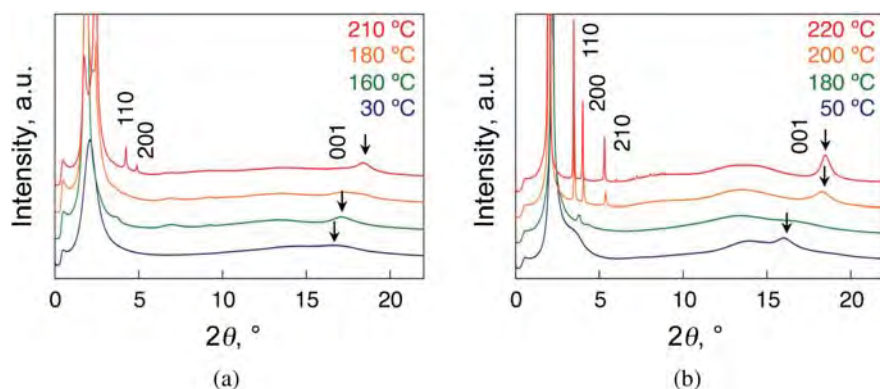 Intensity, a.u.
210 ºC
180 ºC
160 ºC
30 ºC
110
200
001
0 5 10 15 20
2θ, °
(a)
Intensity, a.u.
220 ºC
200 ºC
180 ºC
50 ºC
110
200
210
001
0 5 10 15 20
2θ, °
(b)